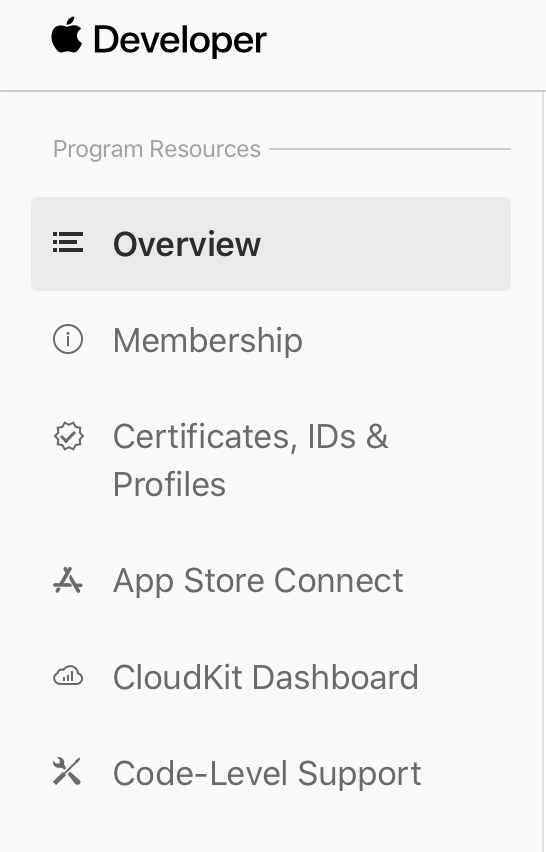 Developer
Program Resources
Overview
Membership
Certificates, IDs &
Profiles
App Store Connect
CloudKit Dashboard
Code-Level Support